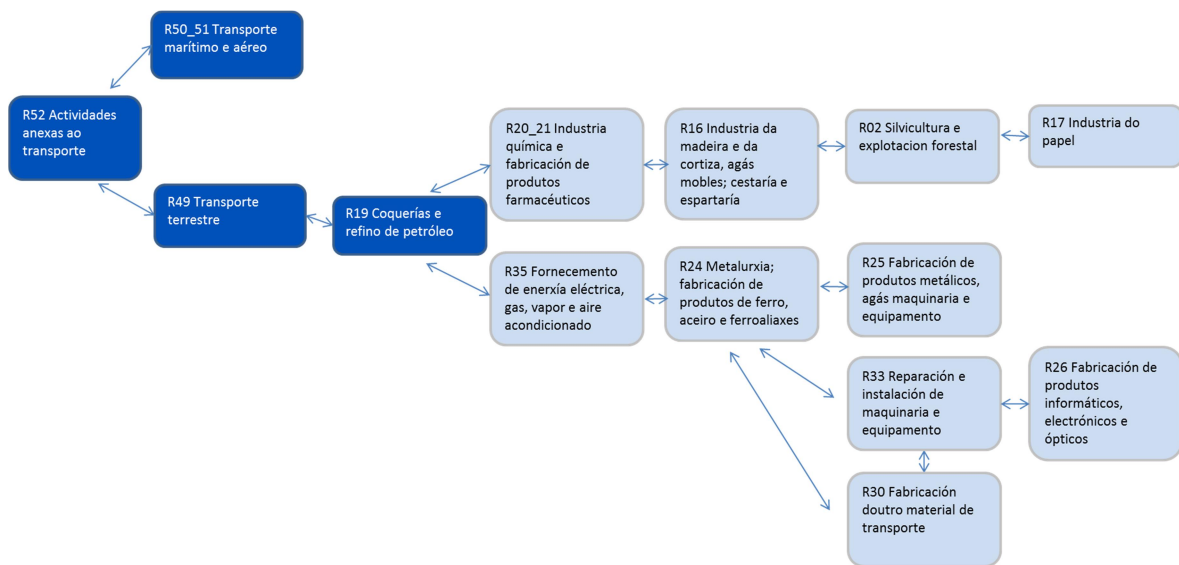 R50_51 Transporte
marítimo e aéreo
R52 Actividades
anexas ao
transporte
R49 Transporte
terrestre
R19 Coquerías e
refino de petróleo
R20_21 Industria
química e
fabricación de
produtos
farmacéuticos
R16 Industria da
madeira e da
cortiza, agás
mobles; cestaría e
espartaría
R02 Silvicultura e
explotacion forestal
R17 Industria do
papel
R35 Fornecemento
de enerxía eléctrica,
gas, vapor e aire
acondicionado
R24 Metalurxia;
fabricación de
produtos de ferro,
aceiro e ferroaliaxes
R25 Fabricación de
produtos metálicos,
agás maquinaria e
equipamento
R33 Reparación e
instalación de
maquinaria e
equipamento
R26 Fabricación de
produtos
informáticos,
electrónicos e
ópticos
R30 Fabricación
doutro material de
transporte